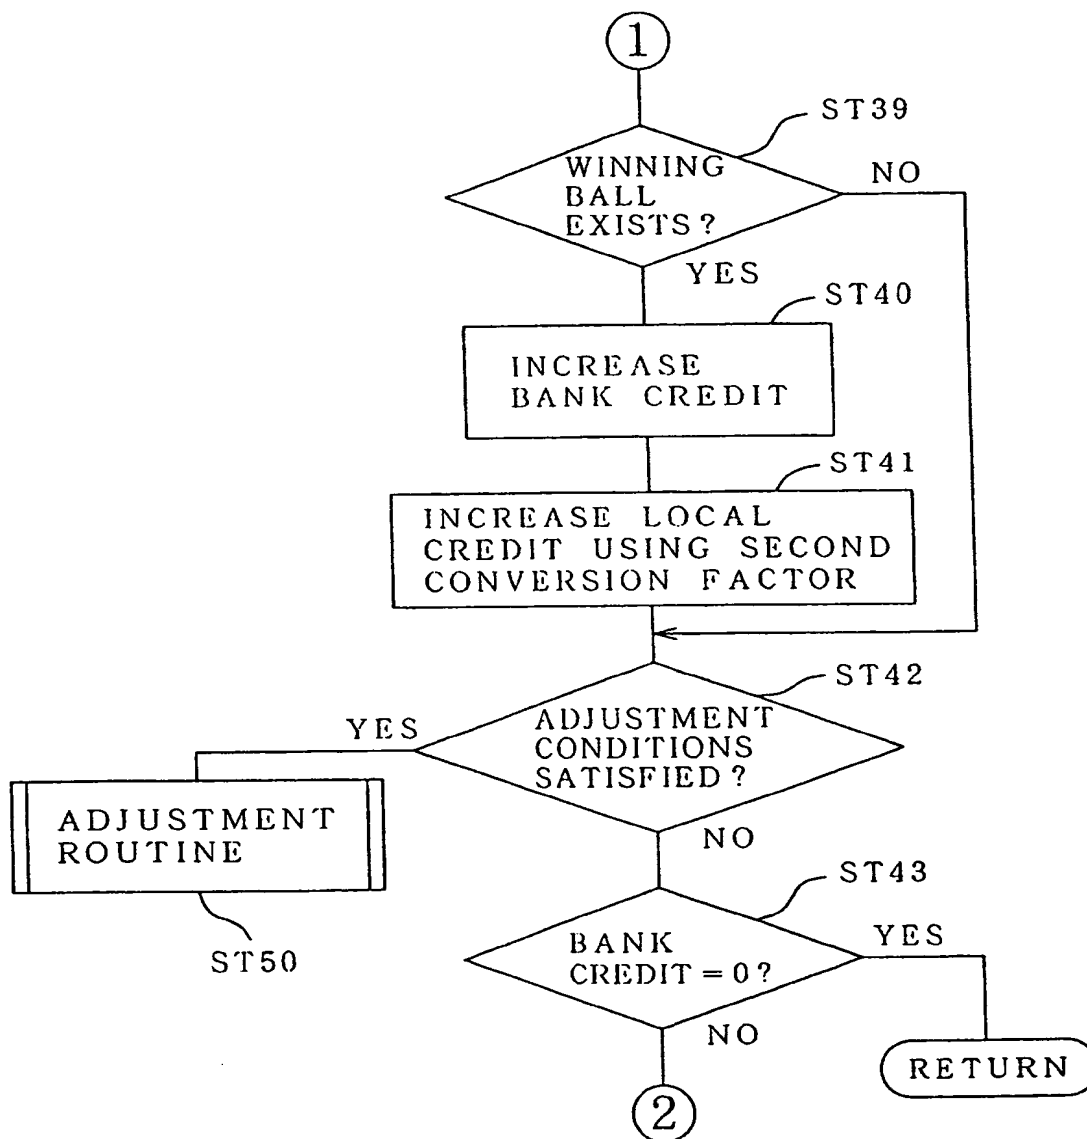 1
ST39
WINNING
BALL
EXISTS?
NO
YES
ST40
INCREASE
BANK CREDIT
ST41
INCREASE LOCAL
CREDIT USING SECOND
CONVERSION FACTOR
ST42
YES
ADJUSTMENT
CONDITIONS
SATISFIED?
ADJUSTMENT
ROUTINE
NO
ST43
ST50
BANK
CREDIT=0?
YES
NO
RETURN
2